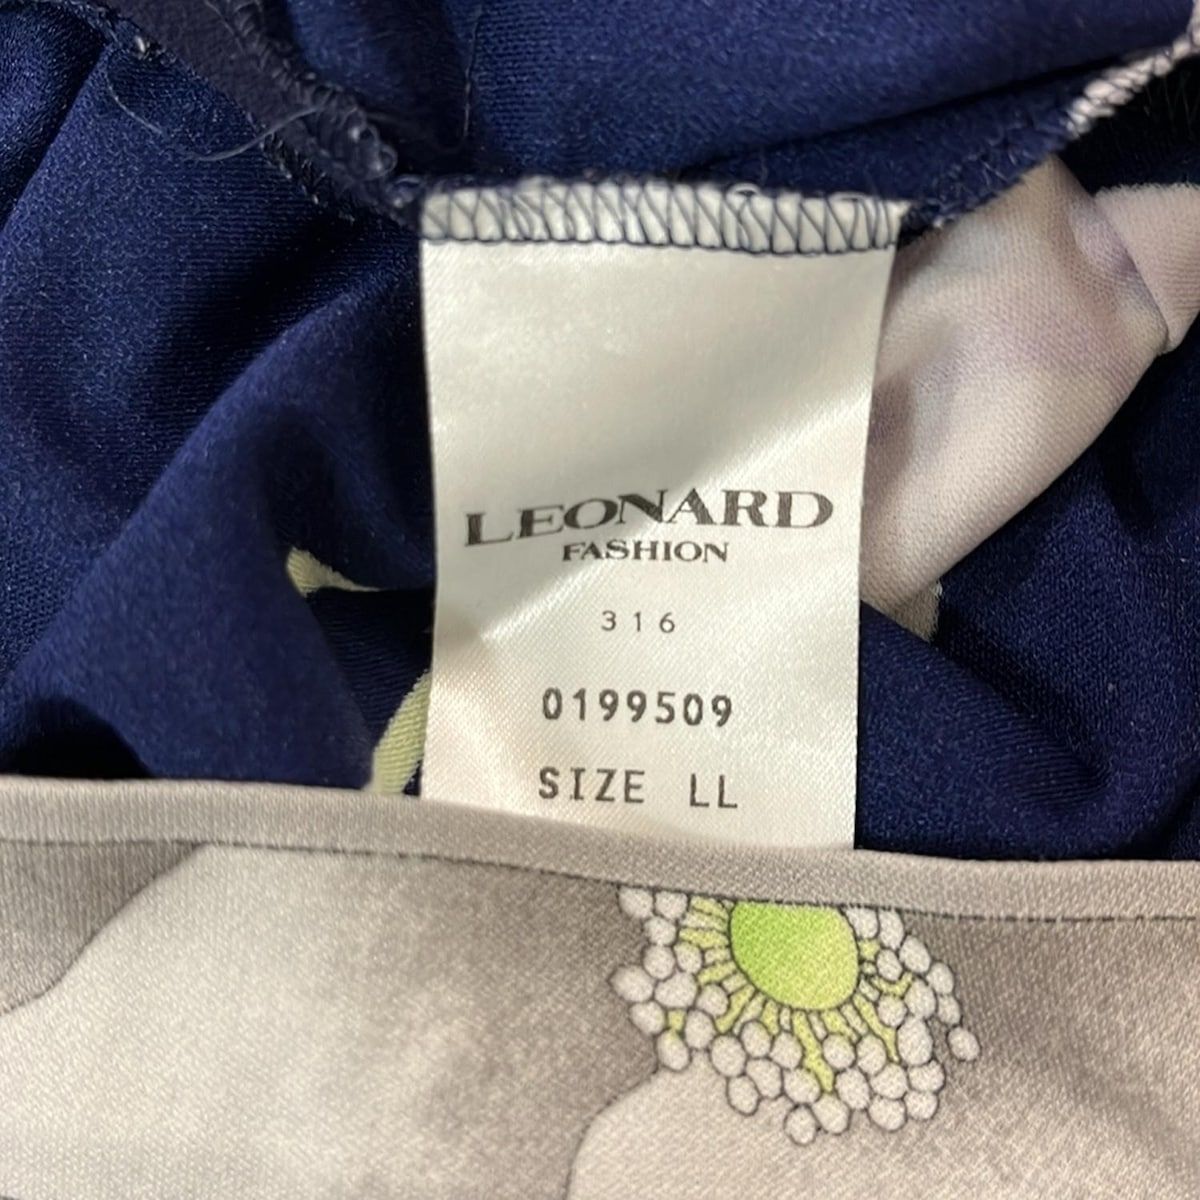 LEONARD
FASHION
316
0199509
SIZE LL